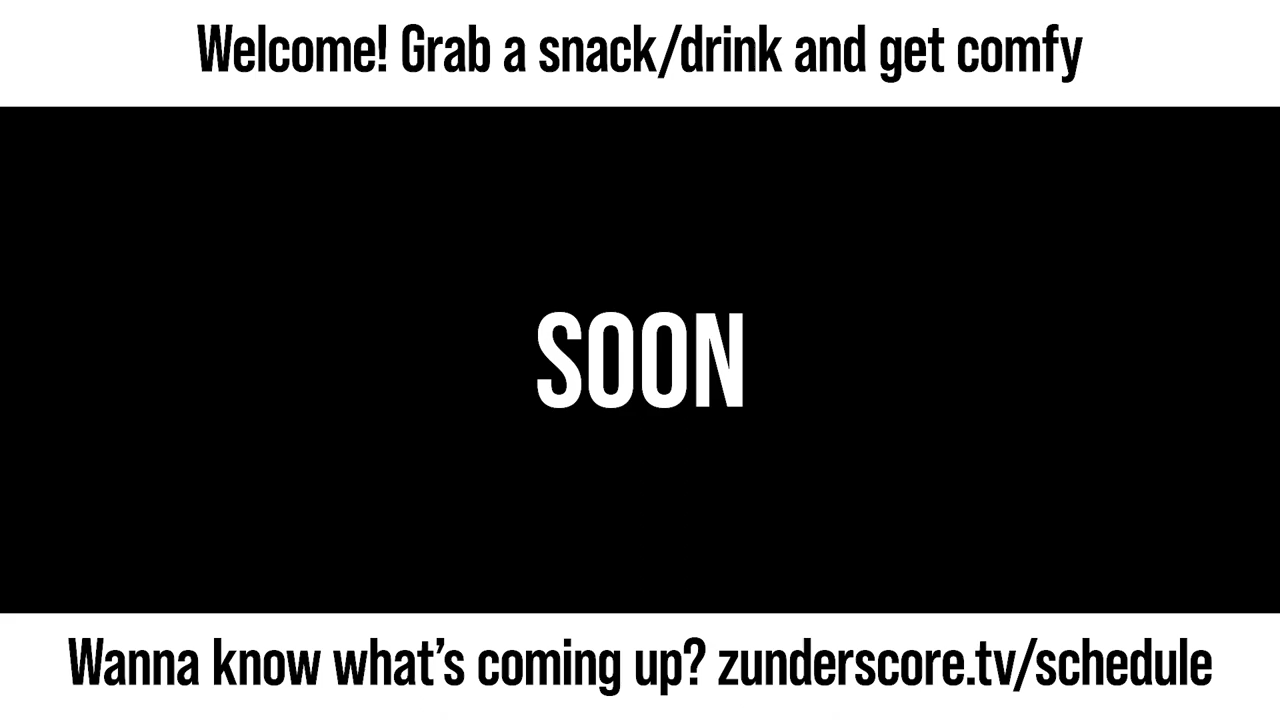 Welcome! Grab a snack/drink and get comfy
SOON
Wanna know what’s coming up? zunderscore.tv/schedule